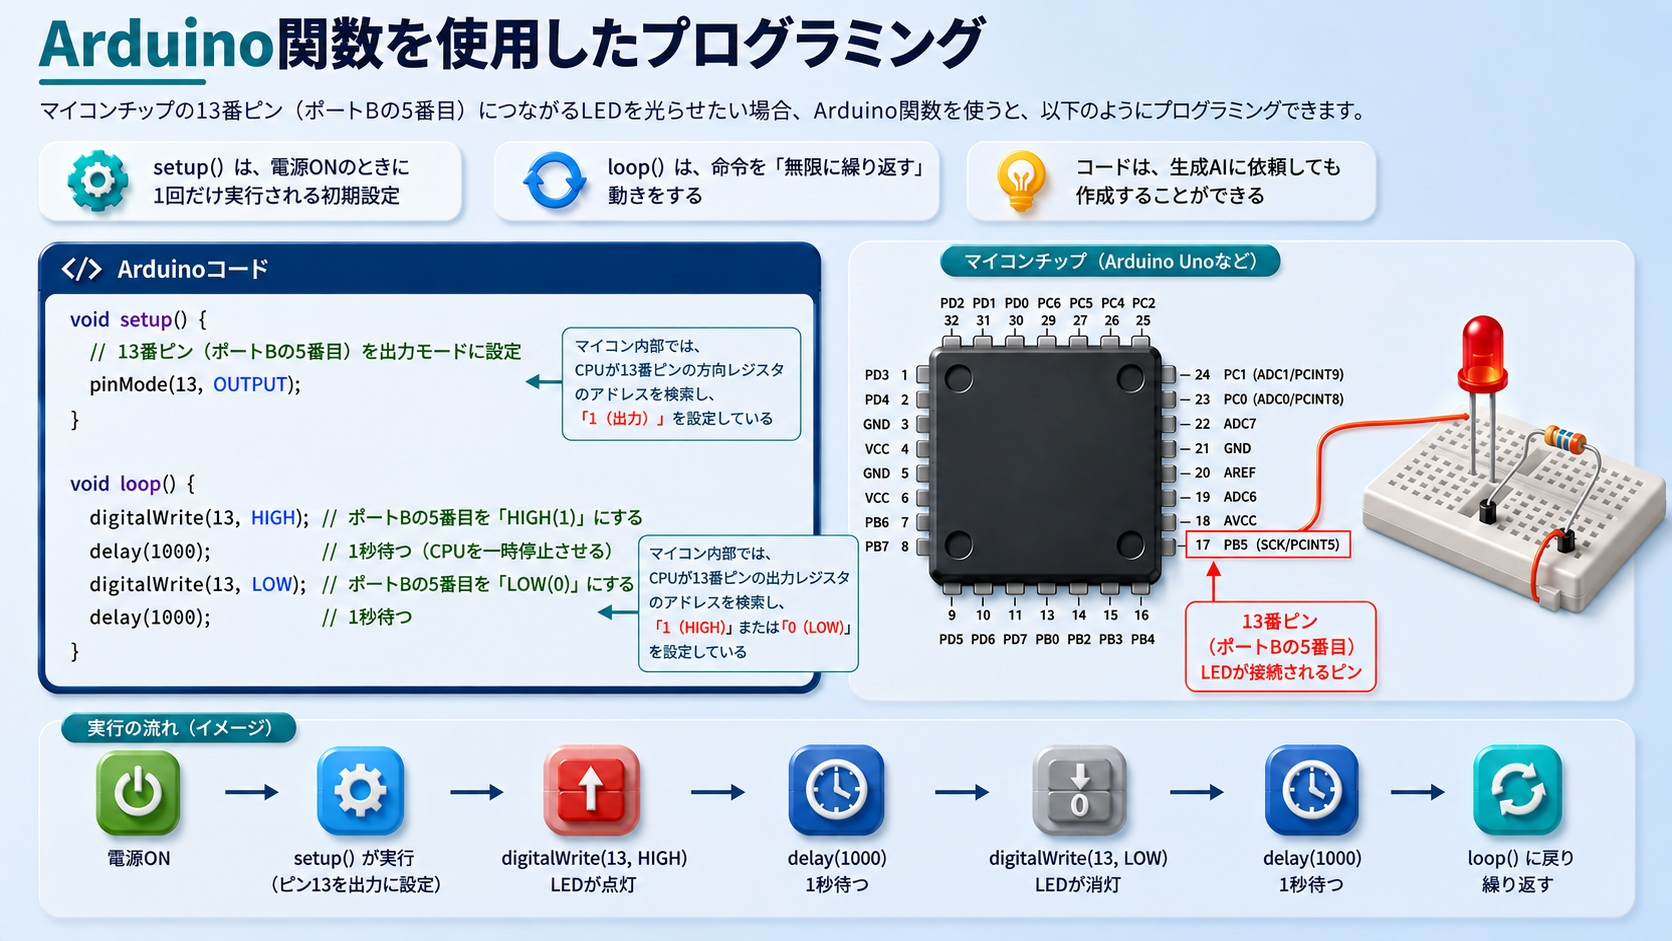 Arduino関数を使用したプログラミング
マイコンチップの13番ピン（ポートBの5番目）につながるLEDを光らせたい場合、Arduino関数を使うと、以下のようにプログラミングできます。
setup() は、電源ONのときに
1回だけ実行される初期設定
loop() は、命令を「無限に繰り返す」
動きをする
コードは、生成AIに依頼しても
作成することができる
</> Arduinoコード
void setup() {
// 13番ピン（ポートBの5番目）を出力モードに設定
pinMode(13, OUTPUT);
}
マイコン内部では、
CPUが13番ピンの方向レジスタ
のアドレスを検索し、
「1（出力）」を設定している
void loop() {
digitalWrite(13, HIGH); // ポートBの5番目を「HIGH(1)」にする
delay(1000); // 1秒待つ（CPUを一時停止させる）
digitalWrite(13, LOW); // ポートBの5番目を「LOW(0)」にする
delay(1000); // 1秒待つ
}
マイコン内部では、
CPUが13番ピンの出力レジスタ
のアドレスを検索し、
「1（HIGH)」または「0（LOW)」
を設定している
マイコンチップ（Arduino Unoなど）
PD2 PD1 PD0 PC6 PC5 PC4 PC2
32 31 30 29 27 26 25
PD3 1
PD4 2
GND 3
VCC 4
GND 5
VCC 6
PB6 7
PB7 8
24 PC1 (ADC1/PCINT9)
23 PC0 (ADC0/PCINT8)
22 ADC7
21 GND
20 AREF
19 ADC6
18 AVCC
17 PB5 (SCK/PCINT5)
9 10 11 13 14 15 16
PD5 PD6 PD7 PB0 PB2 PB3 PB4
13番ピン
（ポートBの5番目）
LEDが接続されるピン
実行の流れ（イメージ）
電源ON
setup() が実行
（ピン13を出力に設定）
digitalWrite(13, HIGH)
LEDが点灯
delay(1000)
1秒待つ
0
digitalWrite(13, LOW)
LEDが消灯
delay(1000)
1秒待つ
loop() に戻り
繰り返す